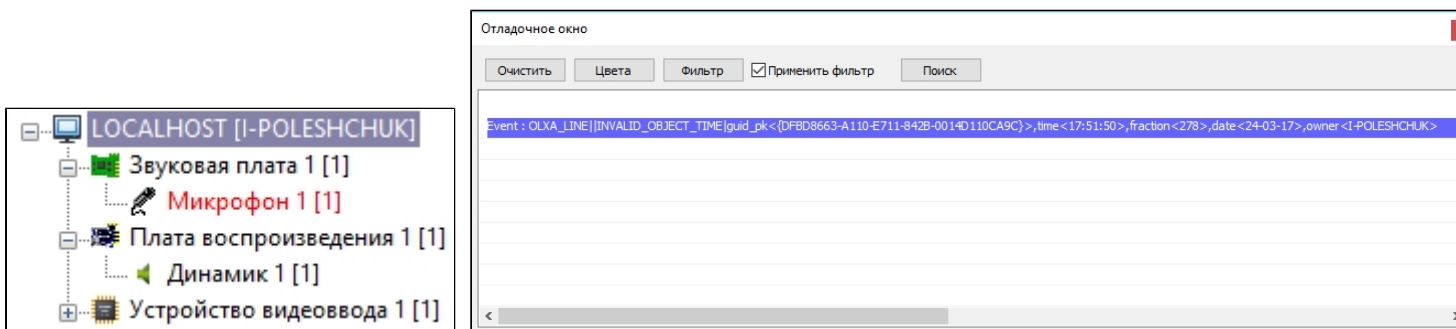 LOCALHOST [I-POLESHCHUK]
Звуковая плата 1 [1]
Микрофон 1 [1]
Плата воспроизведения 1 [1]
Динамик 1 [1]
Устройство видеоввода 1 [1]
Отладочное окно
Очистить Цвета Фильтр Применить фильтр Поиск
Event : OLXA_LINE||INVALID_OBJECT_TIME|guid_pk<{DFBD8663-A110-E711-842B-0014D110CA9C}>,time<17:51:50>,fraction<278>,date<24-03-17>,owner<I-POLESHCHUK>